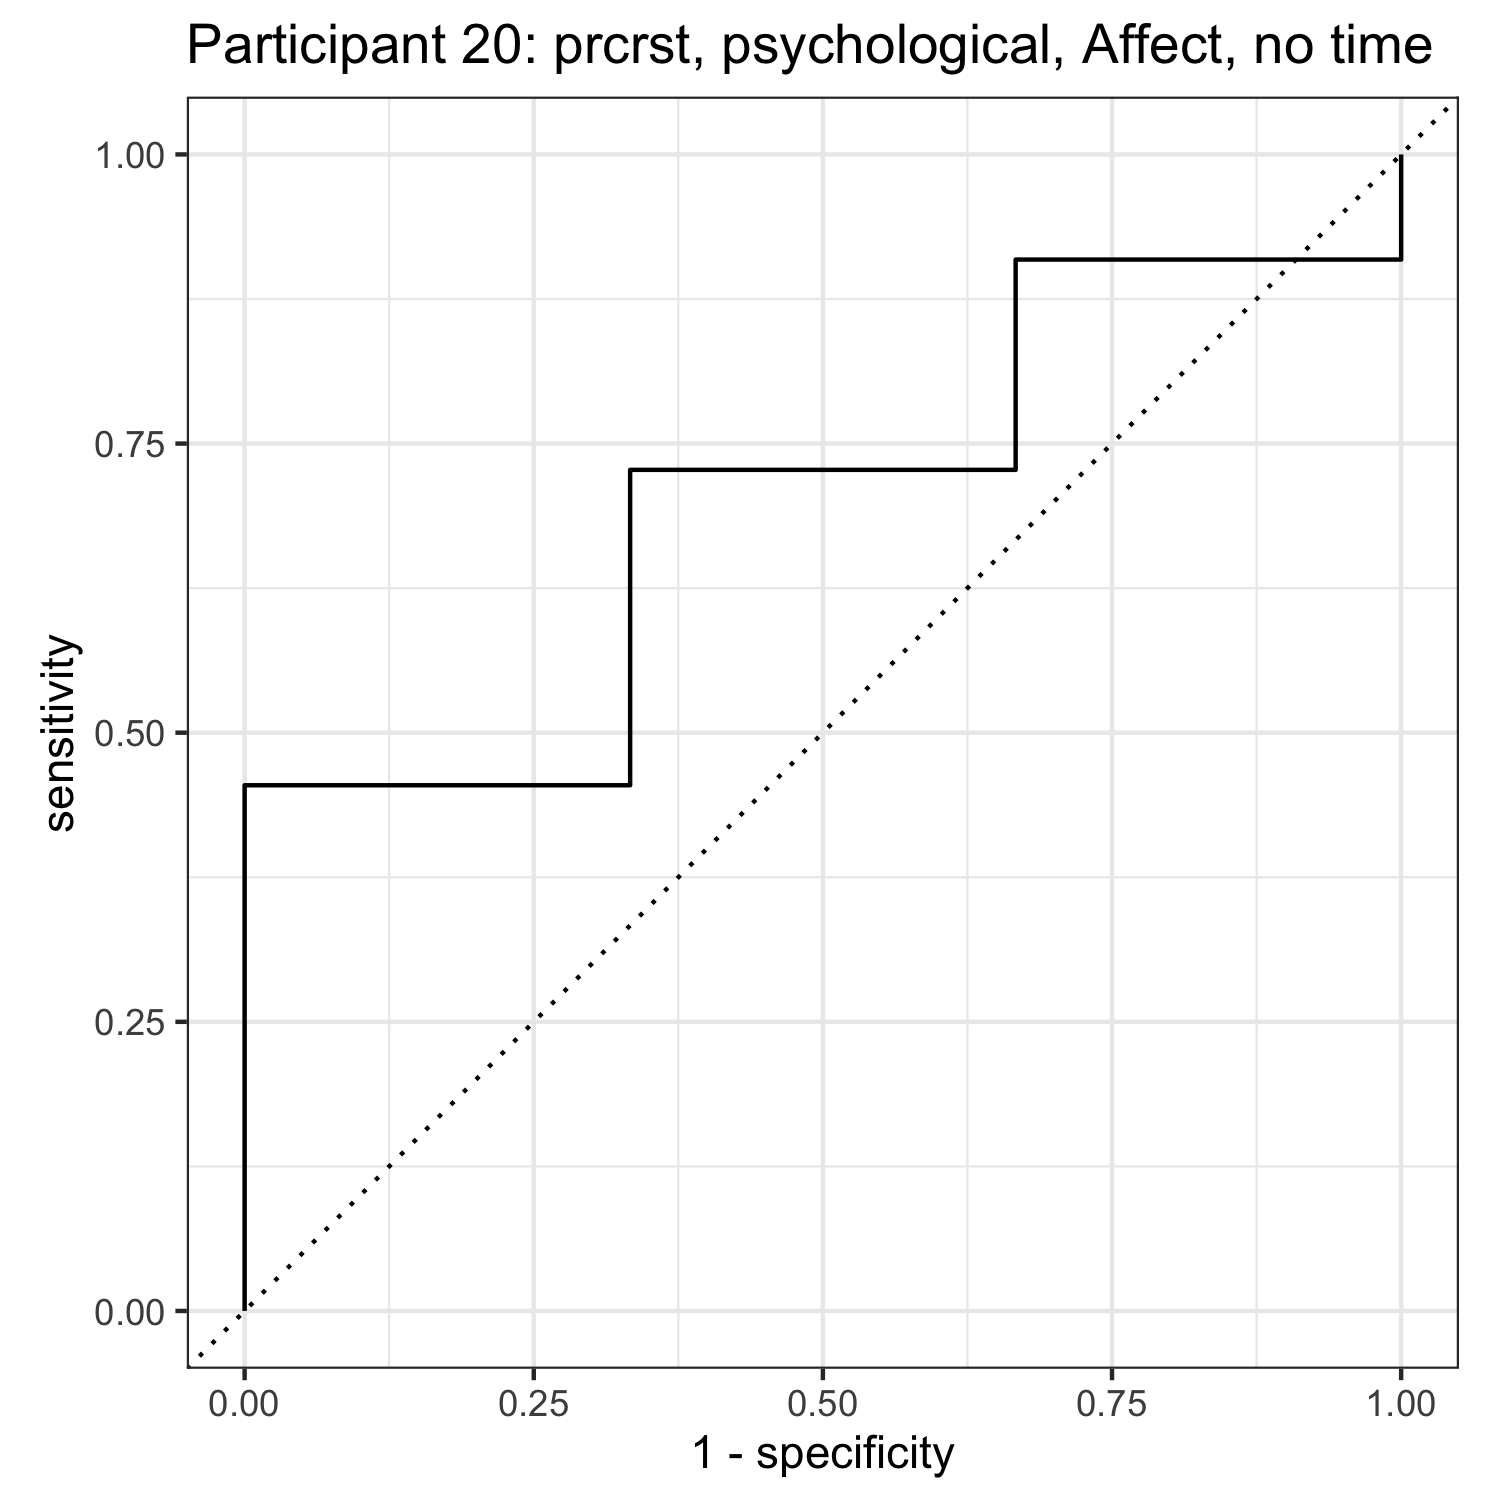 Participant 20: prcrst, psychological, Affect, no time
sensitivity
1.00
0.75
0.50
0.25
0.00
0.00 0.25 0.50 0.75 1.00
1 - specificity